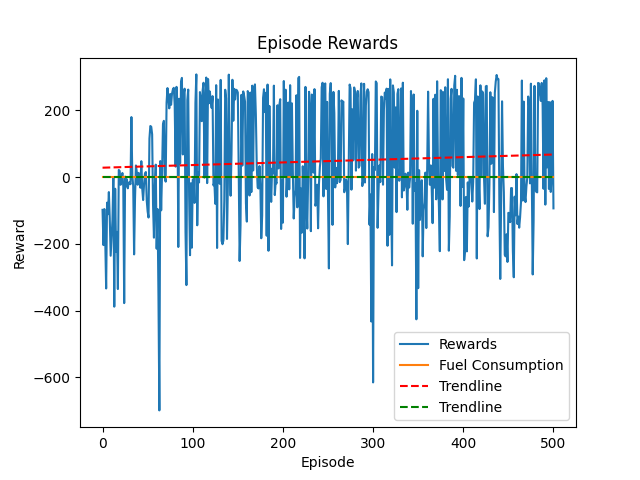 Episode Rewards
Reward
200
0
−200
−400
−600
Rewards
Fuel Consumption
Trendline
Trendline
0
100
200
300
400
500
Episode